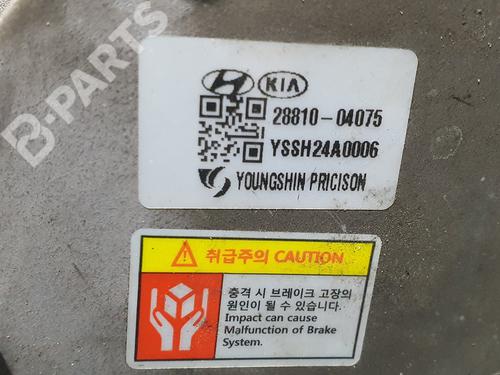 B-PARTS
KIA
28810-04075
YSSH24A0006
YOUNGSHIN PRICISON
취급주의 CAUTION
충격 시 브레이크 고장의
원인이 될 수 있습니다.
Impact can cause
Malfunction of Brake
System.